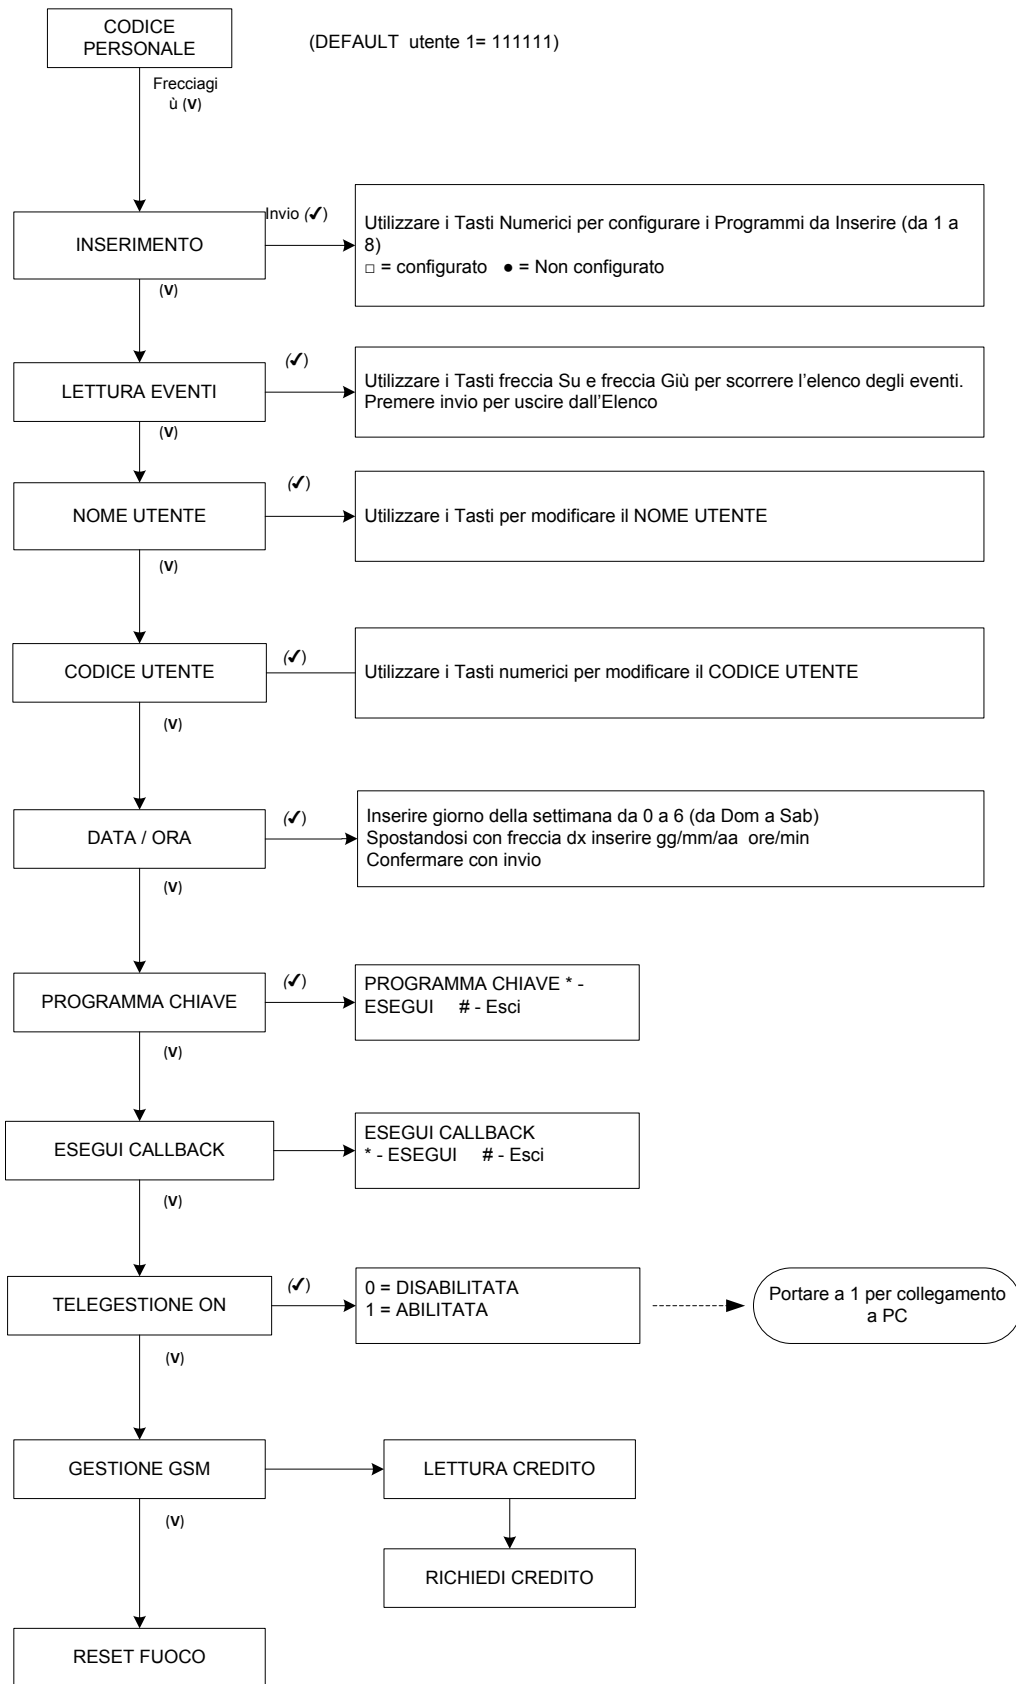 CODICE
PERSONALE
(DEFAULT utente 1= 111111)
Frecciagi
ù (V)
INSERIMENTO
Invio (✔)
Utilizzare i Tasti Numerici per configurare i Programmi da Inserire (da 1 a
8)
□ = configurato ● = Non configurato
(V)
LETTURA EVENTI
(✔)
Utilizzare i Tasti freccia Su e freccia Giù per scorrere l'elenco degli eventi.
Premere invio per uscire dall'Elenco
(V)
NOME UTENTE
(✔)
Utilizzare i Tasti per modificare il NOME UTENTE
(V)
CODICE UTENTE
(✔)
Utilizzare i Tasti numerici per modificare il CODICE UTENTE
(V)
DATA / ORA
(✔)
Inserire giorno della settimana da 0 a 6 (da Dom a Sab)
Spostandosi con freccia dx inserire gg/mm/aa ore/min
Confermare con invio
(V)
PROGRAMMA CHIAVE
(✔)
PROGRAMMA CHIAVE * -
ESEGUI # - Esci
(V)
ESEGUI CALLBACK
ESEGUI CALLBACK
* - ESEGUI # - Esci
(V)
TELEGESTIONE ON
(✔)
0 = DISABILITATA
1 = ABILITATA
Portare a 1 per collegamento
a PC
(V)
GESTIONE GSM
LETTURA CREDITO
(V)
RICHIEDI CREDITO
RESET FUOCO